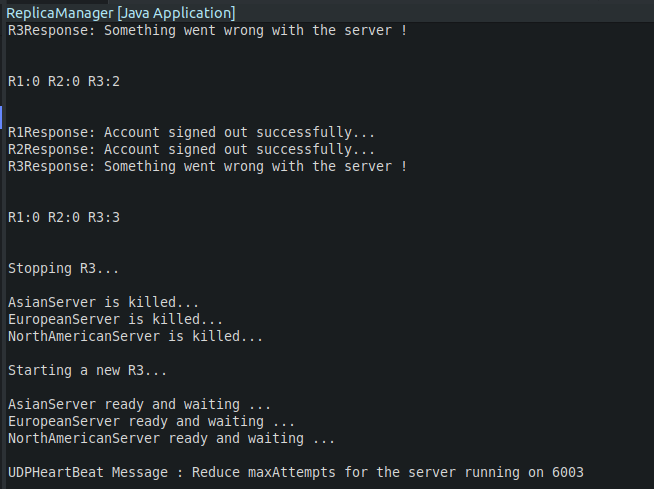 ReplicaManager [Java Application]
R3Response: Something went wrong with the server !
R1:0 R2:0 R3:2
R1Response: Account signed out successfully...
R2Response: Account signed out successfully...
R3Response: Something went wrong with the server !
R1:0 R2:0 R3:3
Stopping R3...
AsianServer is killed...
EuropeanServer is killed...
NorthAmericanServer is killed...
Starting a new R3...
AsianServer ready and waiting ...
EuropeanServer ready and waiting ...
NorthAmericanServer ready and waiting ...
UDPHeartBeat Message : Reduce maxAttempts for the server running on 6003